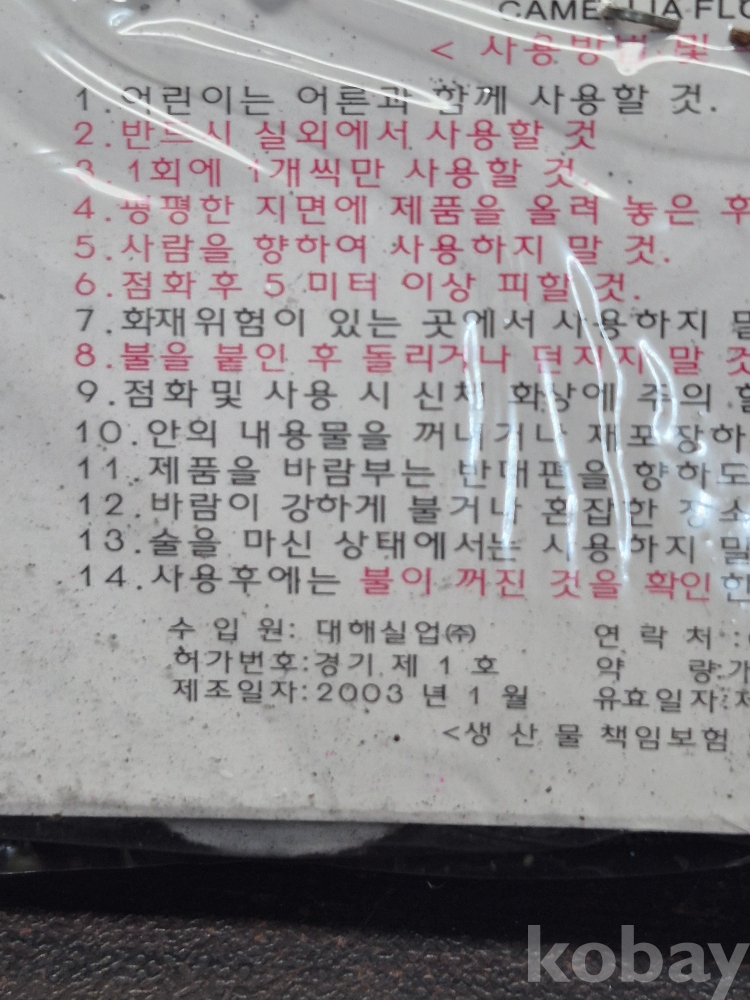 CAMELLIA FLO
< 사용방법 및
1. 어린이는 어른과 함께 사용할 것.
2. 반드시 실외에서 사용할 것
3. 1회에 1개씩만 사용할 것
4. 평평한 지면에 제품을 올려 놓은 후
5. 사람을 향하여 사용하지 말 것.
6. 점화후 5 미터 이상 피할 것.
7. 화재위험이 있는 곳에서 사용하지 말
8. 불을 붙인 후 돌리거나 던지지 말 것
9. 점화 및 사용 시 신체 화상에 주의 할
10. 안의 내용물을 꺼내거나 재포장하
11. 제품을 바람부는 반대편을 향하도
12. 바람이 강하게 불거나 혼잡한 장소
13. 술을 마신 상태에서는 사용하지 말
14. 사용후에는 불이 꺼진 것을 확인한
수 입 원: 대해실업㈜ 연 락 처 :
허가번호: 경기 제 1 호 약 량:가
제조일자: 2003 년 1 월 유효일자:제
<생 산 물 책임보험
kobay